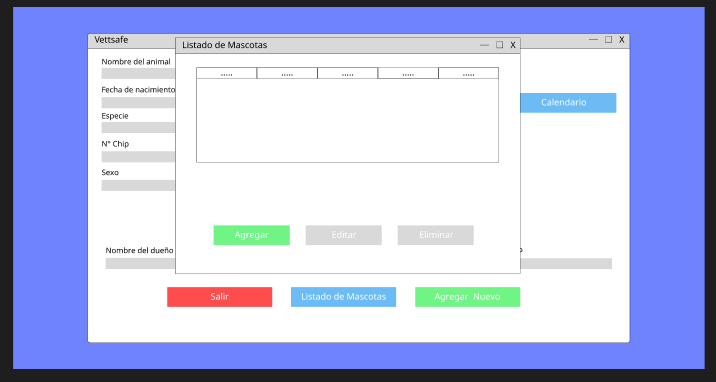 Vettsafe
— □ X
Listado de Mascotas
— □ X
Nombre del animal
Fecha de nacimiento
Especie
N° Chip
Sexo
..... ..... ..... ..... .....
Calendario
Agregar
Editar
Eliminar
Nombre del dueño
Salir
Listado de Mascotas
Agregar Nuevo